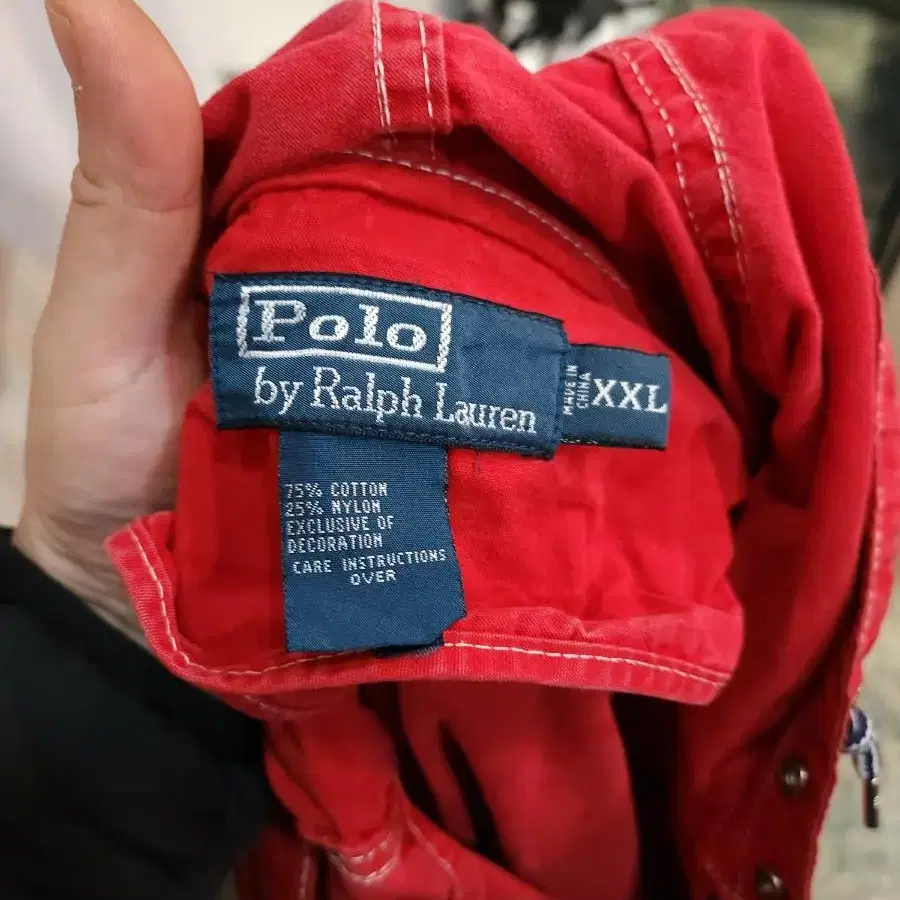 Polo
by Ralph Lauren
MADE IN
CHINA
XXL
75% COTTON
25% NYLON
EXCLUSIVE OF
DECORATION
CARE INSTRUCTIONS
OVER